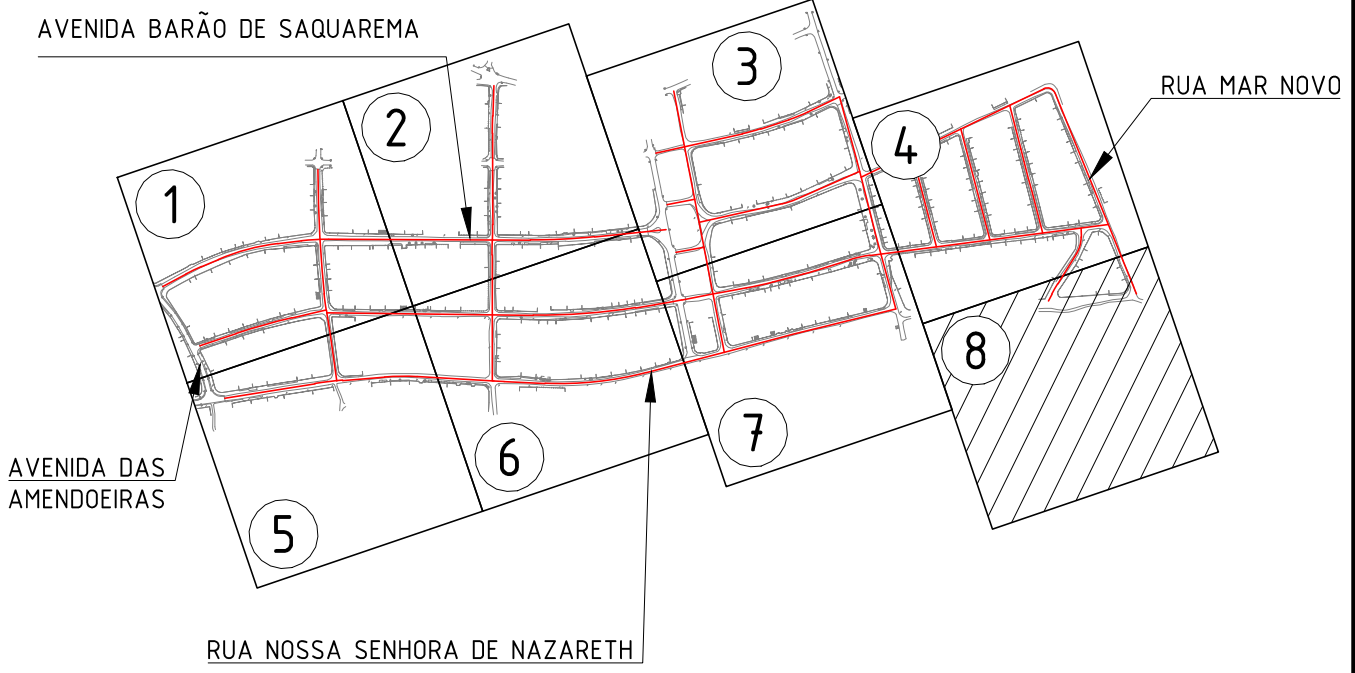 AVENIDA BARÃO DE SAQUAREMA
3
RUA MAR NOVO
2
4
1
8
7
6
AVENIDA DAS
AMENDOEIRAS
5
RUA NOSSA SENHORA DE NAZARETH